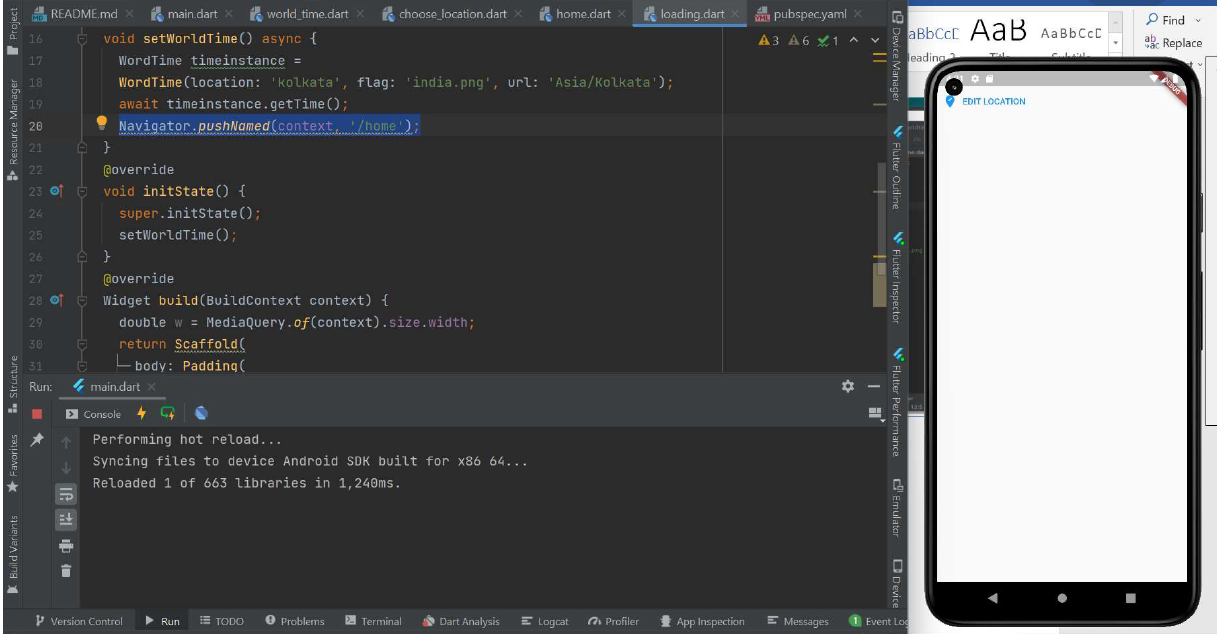 README.md
main.dart
world_time.dart
choose_location.dart
home.dart
loading.dart
pubspec.yaml
Project
Resource Manager
Structure
Favorites
Build Variants
16 void setWorldTime() async {
17 WordTime timeinstance =
18 WordTime(location: 'kolkata', flag: 'india.png', url: 'Asia/Kolkata');
19 await timeinstance.getTime();
20 Navigator.pushNamed(context, '/home');
21 }
22 @override
23 void initState() {
24 super.initState();
25 setWorldTime();
26 }
27 @override
28 Widget build(BuildContext context) {
29 double w = MediaQuery.of(context).size.width;
30 return Scaffold(
31 body: Padding(
3 6 1
Device Manager
Flutter Outline
Flutter Inspector
Flutter Performance
Emulator
Device
Run: main.dart
Console
Performing hot reload...
Syncing files to device Android SDK built for x86 64...
Reloaded 1 of 663 libraries in 1,240ms.
Version Control
Run
TODO
Problems
Terminal
Dart Analysis
Logcat
Profiler
App Inspection
Messages
1 Event Log
aBbCcC
AaB
AaBbCcD
Title
Subtitle
Find
Replace
EDIT LOCATION